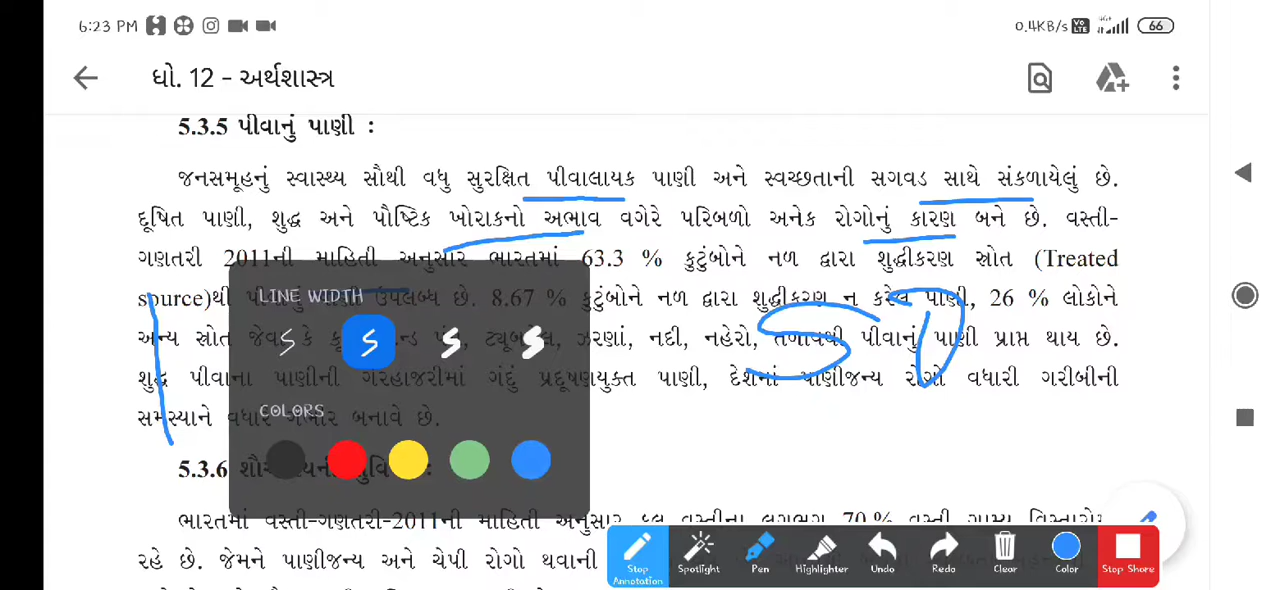 6:23 PM
0.4KB/s
66
ધો. 12 - અર્થશાસ્ત્ર
5.3.5 પીવાનું પાણી :
જનસમૂહનું સ્વાસ્થ્ય સૌથી વધુ સુરક્ષિત પીવાલાયક પાણી અને સ્વચ્છતાની સગવડ સાથે સંકળાયેલું છે.
દૂષિત પાણી, શુદ્ધ અને પૌષ્ટિક ખોરાકનો અભાવ વગેરે પરિબળો અનેક રોગોનું કારણ બને છે. વસ્તી-
ગણતરી 2011ની માહિતી અનુસાર ભારતમાં 63.3 % કુટુંબોને નળ દ્વારા શુદ્ધીકરણ સ્રોત (Treated
source)થી પીવાનું પાણી ઉપલબ્ધ છે. 8.67 % કુટુંબોને નળ દ્વારા શુદ્ધીકરણ ન કરેલ પાણી, 26 % લોકોને
અન્ય સ્રોત જેવા કે ઝરણાં, નદી, નહેરો, તળાવથી પીવાનું પાણી પ્રાપ્ત થાય છે.
શુદ્ધ પીવાના પાણીની ગેરહાજરીમાં ગંદું પ્રદૂષણયુક્ત પાણી, દેશમાં પાણીજન્ય રોગો વધારી ગરીબીની
સમસ્યાને વધારે ગંભીર બનાવે છે.
LINE WIDTH
COLORS
5.3.6
ભારતમાં વસ્તી-ગણતરી-2011ની માહિતી અનુસાર કુલ વસ્તીના લગભગ 70 % વસ્તી ગ્રામ્ય
રહે છે. જેમને પાણીજન્ય અને ચેપી રોગો થવાની
Stop Annotation
Spotlight
Pen
Highlighter
Undo
Redo
Clear
Color
Stop Share